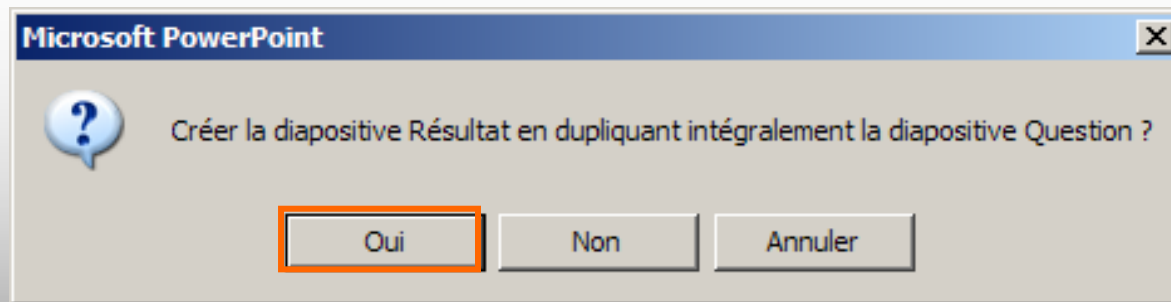 Microsoft PowerPoint
Créer la diapositive Résultat en dupliquant intégralement la diapositive Question ?
Oui Non Annuler